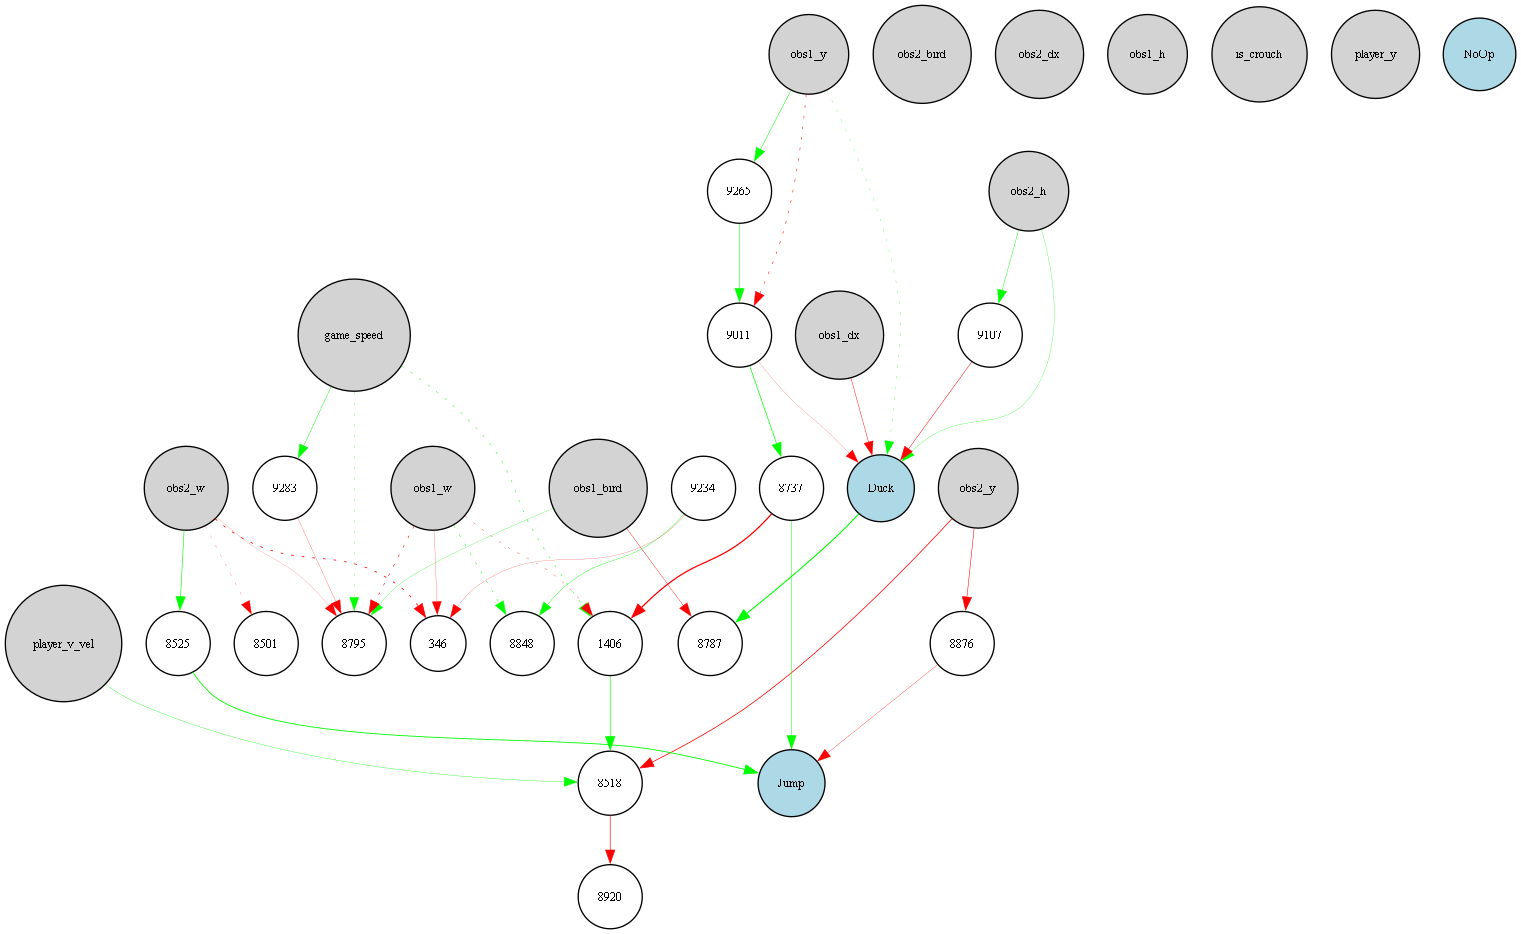 obs1_y
obs2_bird
obs2_dx
obs1_h
is_crouch
player_y
NoOp
9265
obs2_h
game_speed
9011
obs1_dx
9107
obs2_w
9283
obs1_w
obs1_bird
9234
8737
Duck
obs2_y
player_v_vel
8525
8501
8795
346
8848
1406
8787
8876
8518
Jump
8920